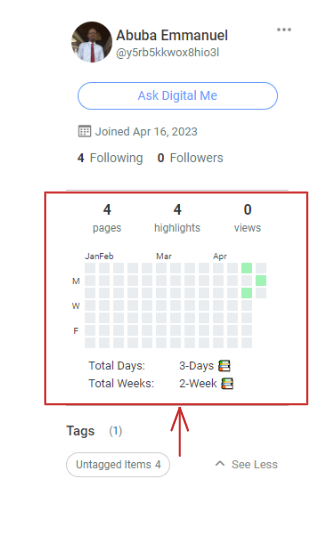 Abuba Emmanuel
@y5rb5kkwox8hio3l
Ask Digital Me
Joined Apr 16, 2023
4 Following 0 Followers
4 4 0
pages highlights views
JanFeb Mar Apr
M
W
F
Total Days: 3-Days
Total Weeks: 2-Week
Tags (1)
Untagged Items 4 See Less